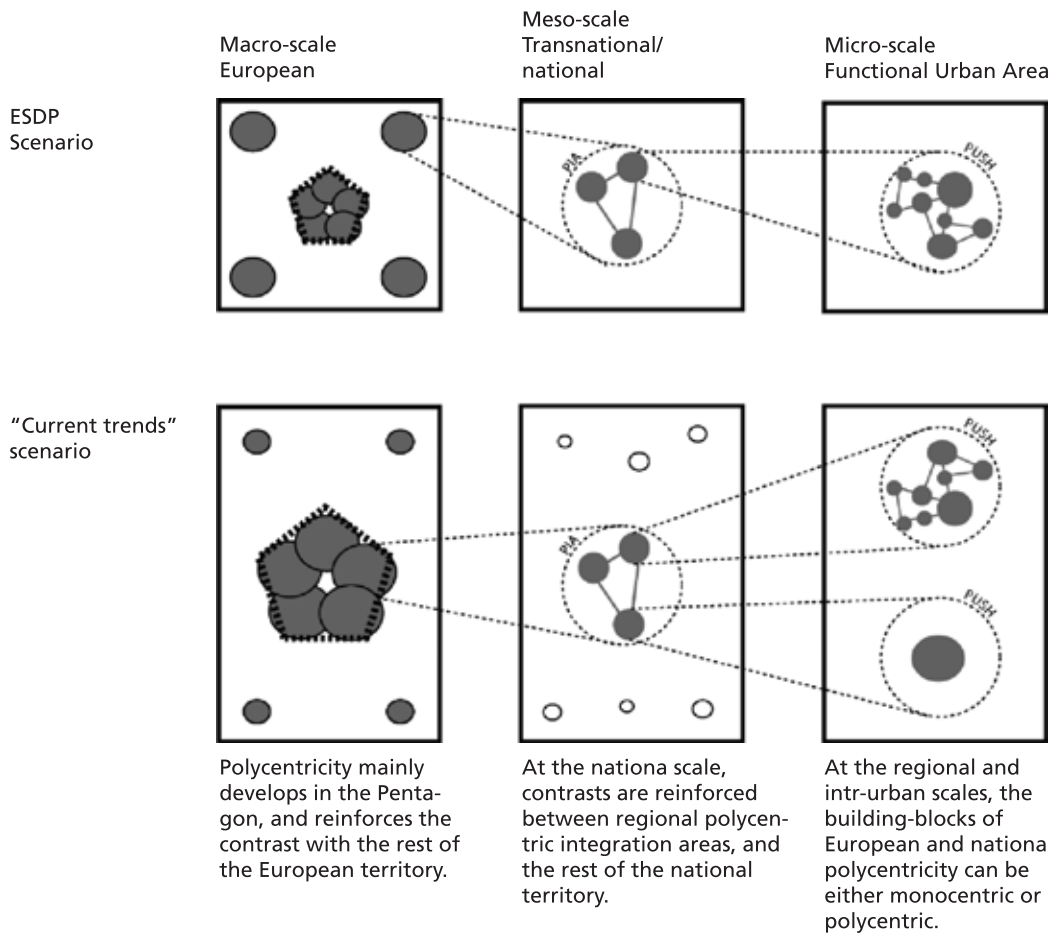 Macro-scale
European
Meso-scale
Transnational/
national
Micro-scale
Functional Urban Area
ESDP
Scenario
PIA
PUSH
“Current trends”
scenario
PIA
PUSH
PUSH
Polycentricity mainly
develops in the Penta-
gon, and reinforces the
contrast with the rest of
the European territory.
At the nationa scale,
contrasts are reinforced
between regional polycen-
tric integration areas, and
the rest of the national
territory.
At the regional and
intr-urban scales, the
building-blocks of
European and nationa
polycentricity can be
either monocentric or
polycentric.